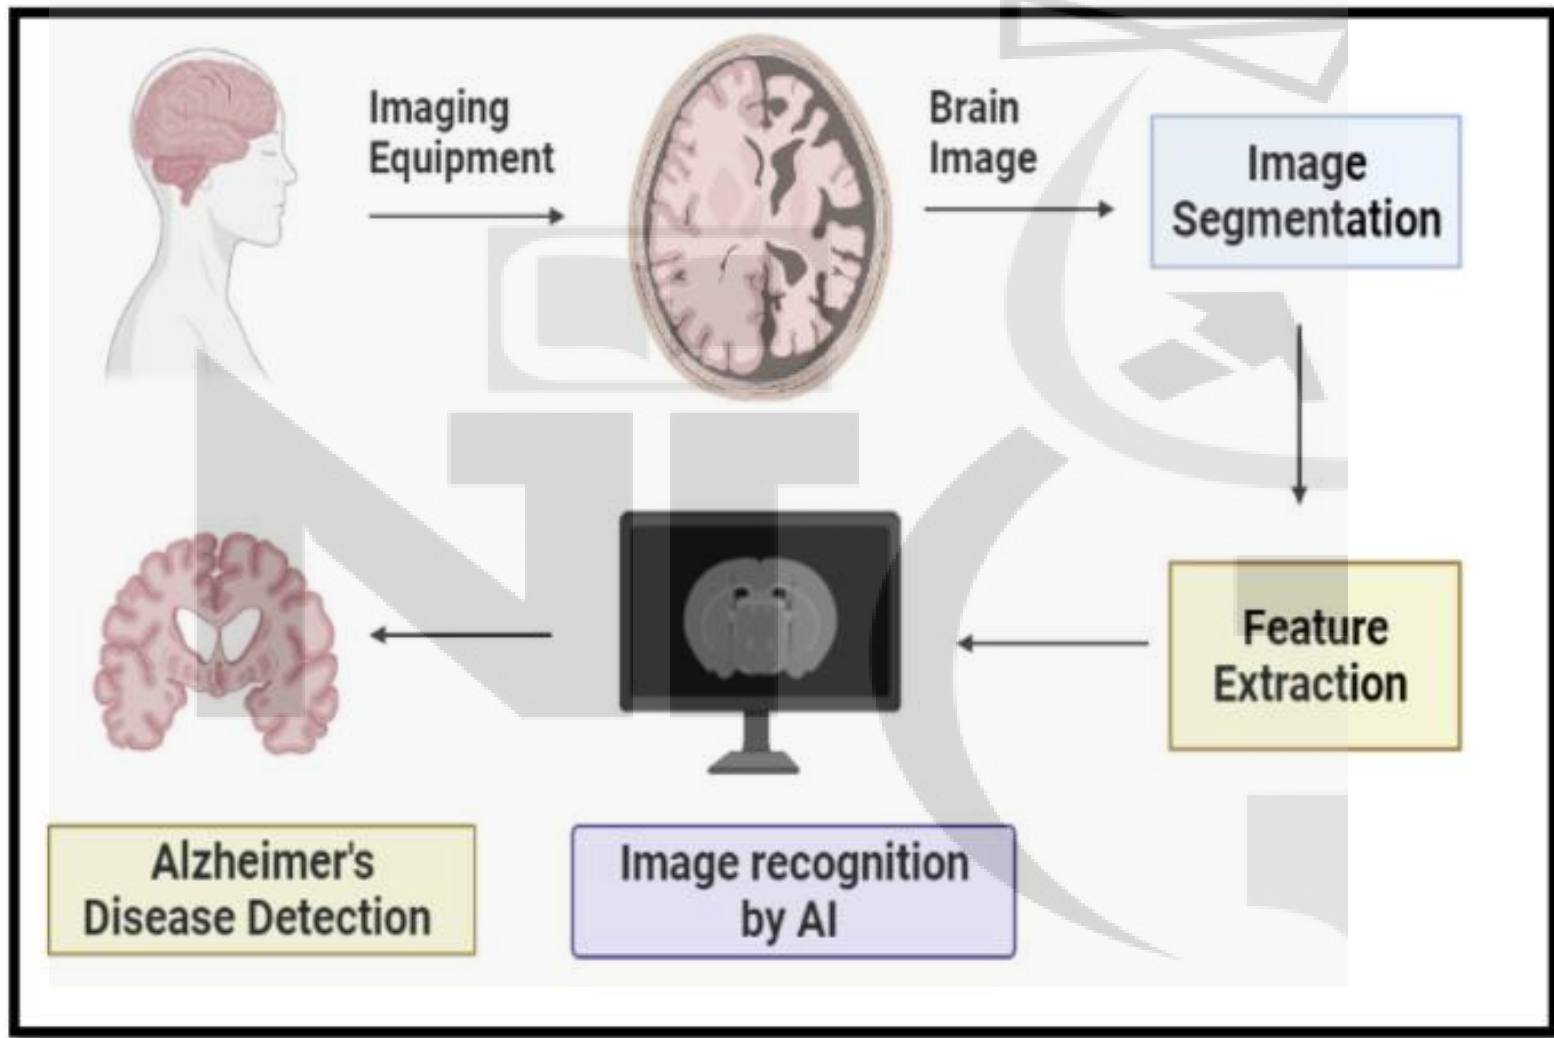 Imaging
Equipment
Brain
Image
Image
Segmentation
Feature
Extraction
Image recognition
by AI
Alzheimer's
Disease Detection